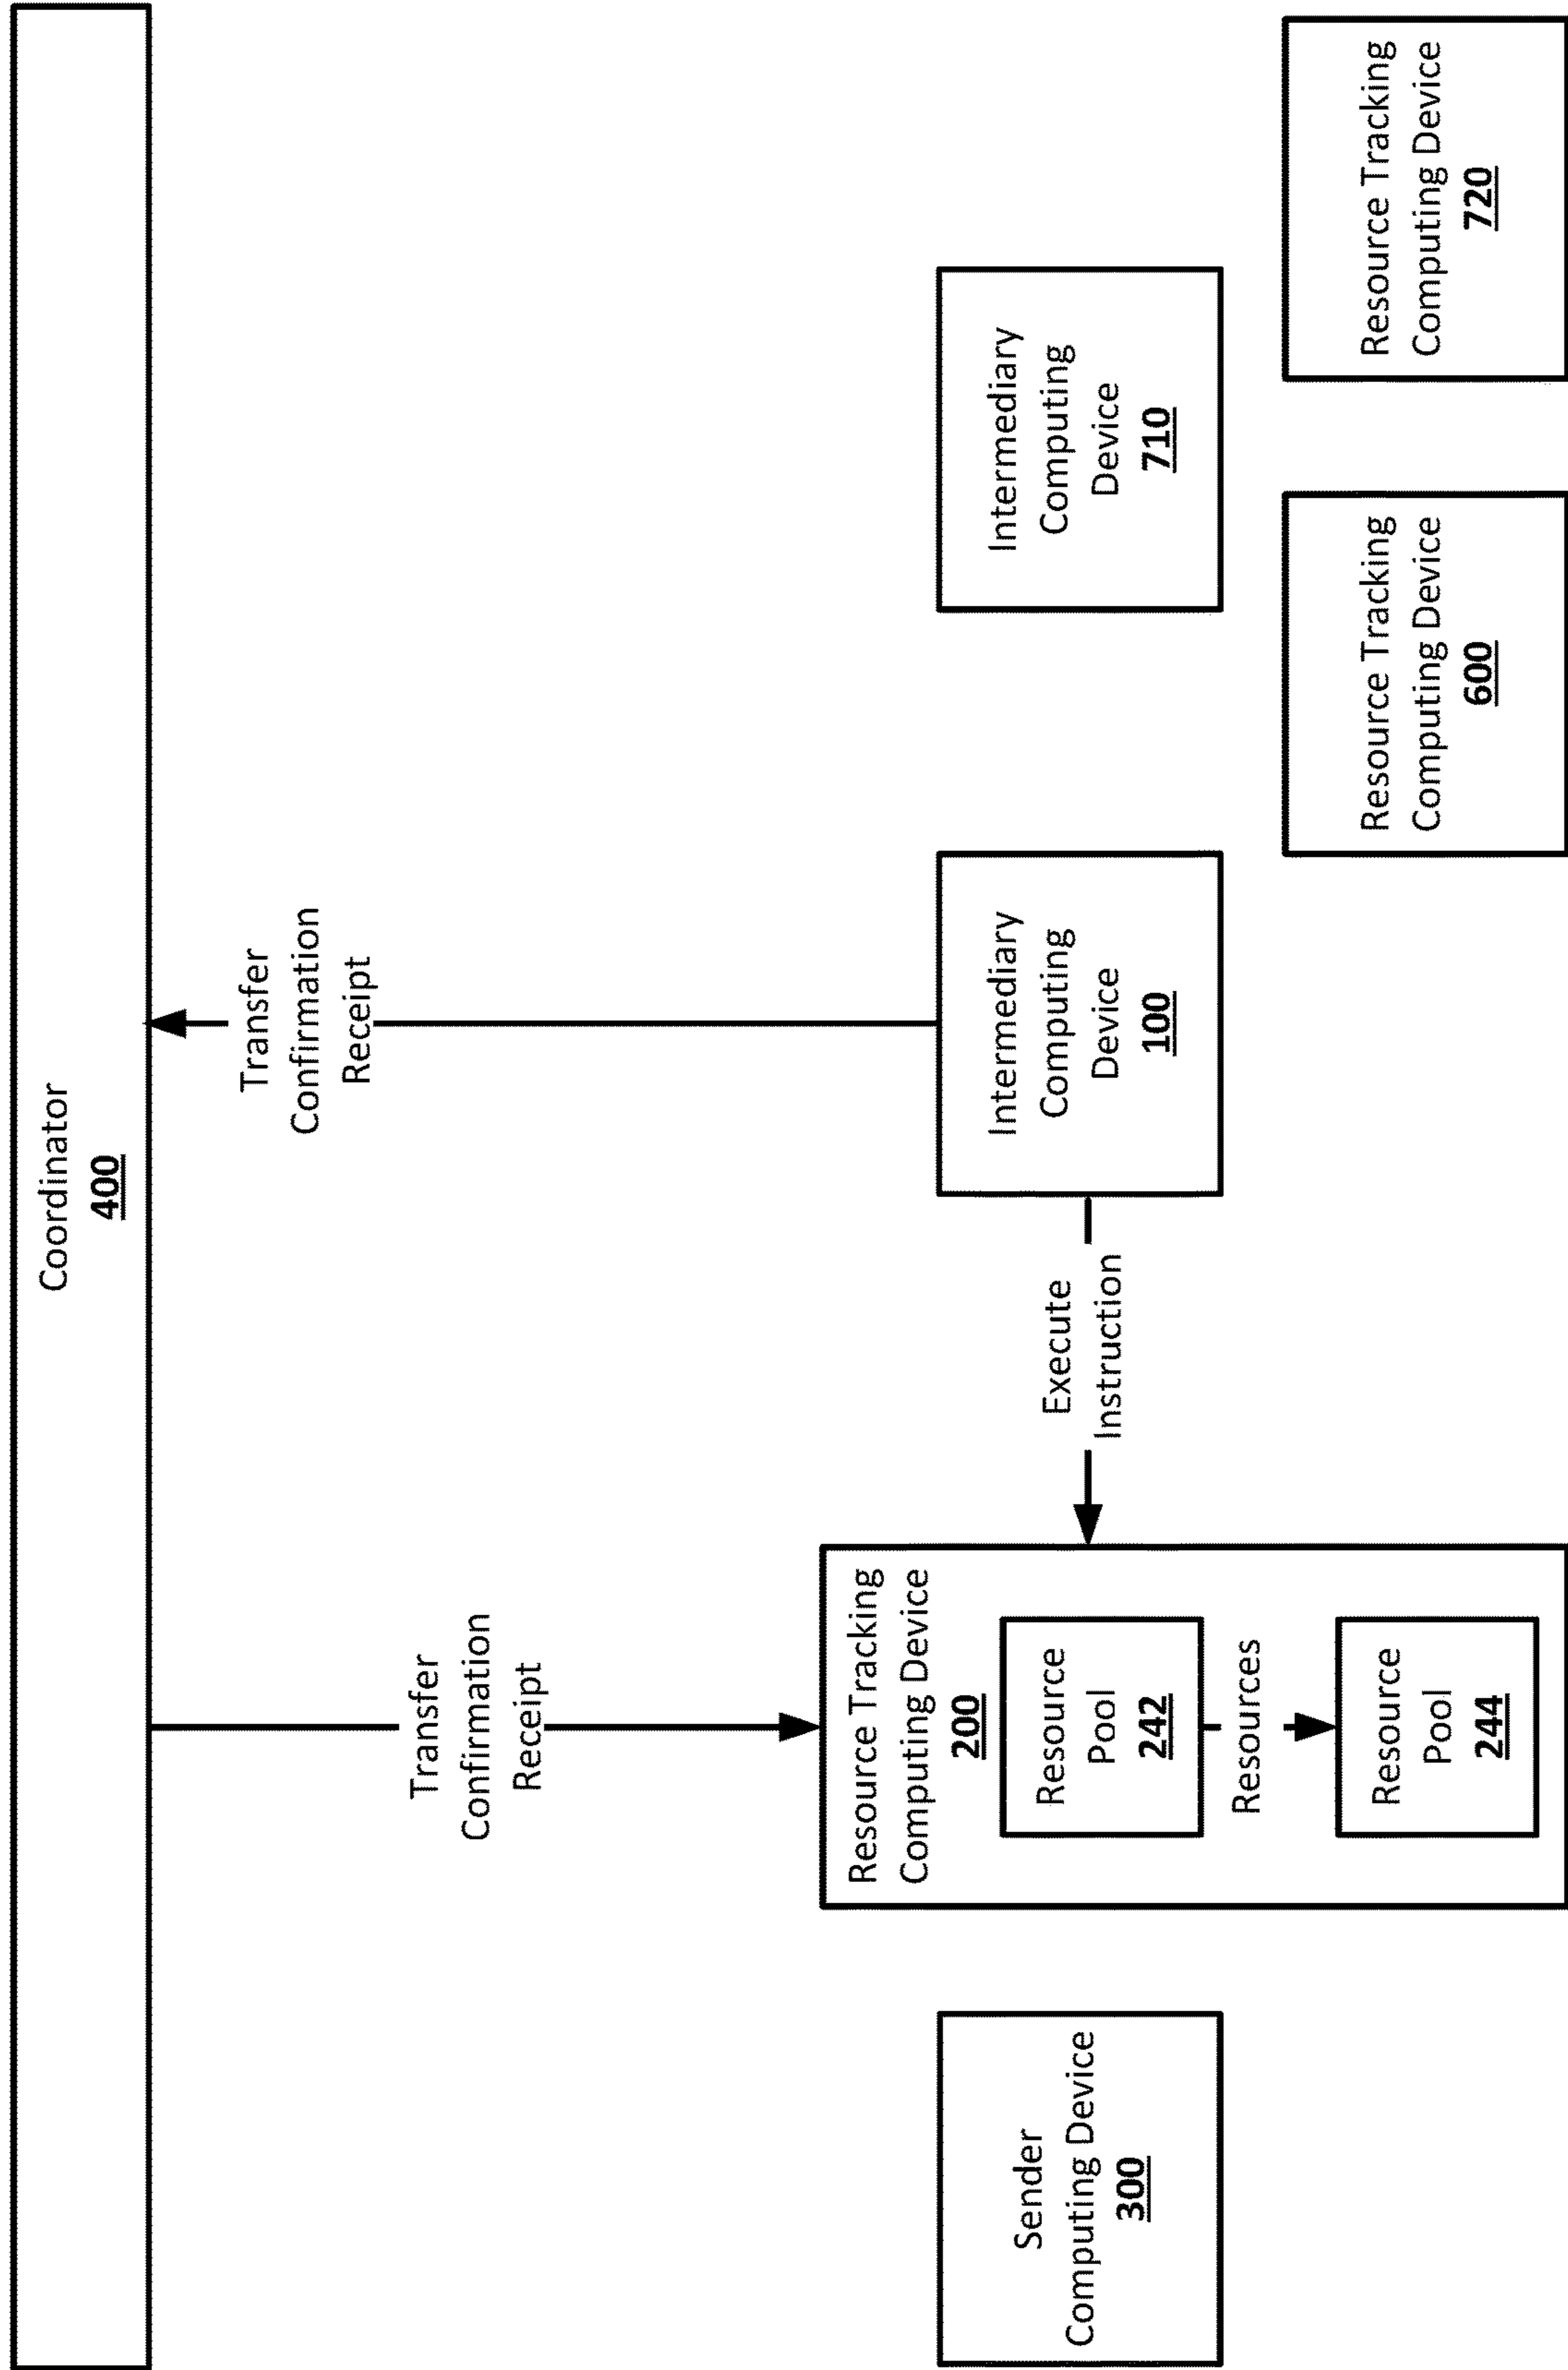 Coordinator
400
Transfer
Confirmation
Receipt
Transfer
Confirmation
Receipt
Sender
Computing Device
300
Resource Tracking
Computing Device
200
Resource
Pool
242
Resources
Resource
Pool
244
Execute
Instruction
Intermediary
Computing
Device
100
Intermediary
Computing
Device
710
Resource Tracking
Computing Device
600
Resource Tracking
Computing Device
720